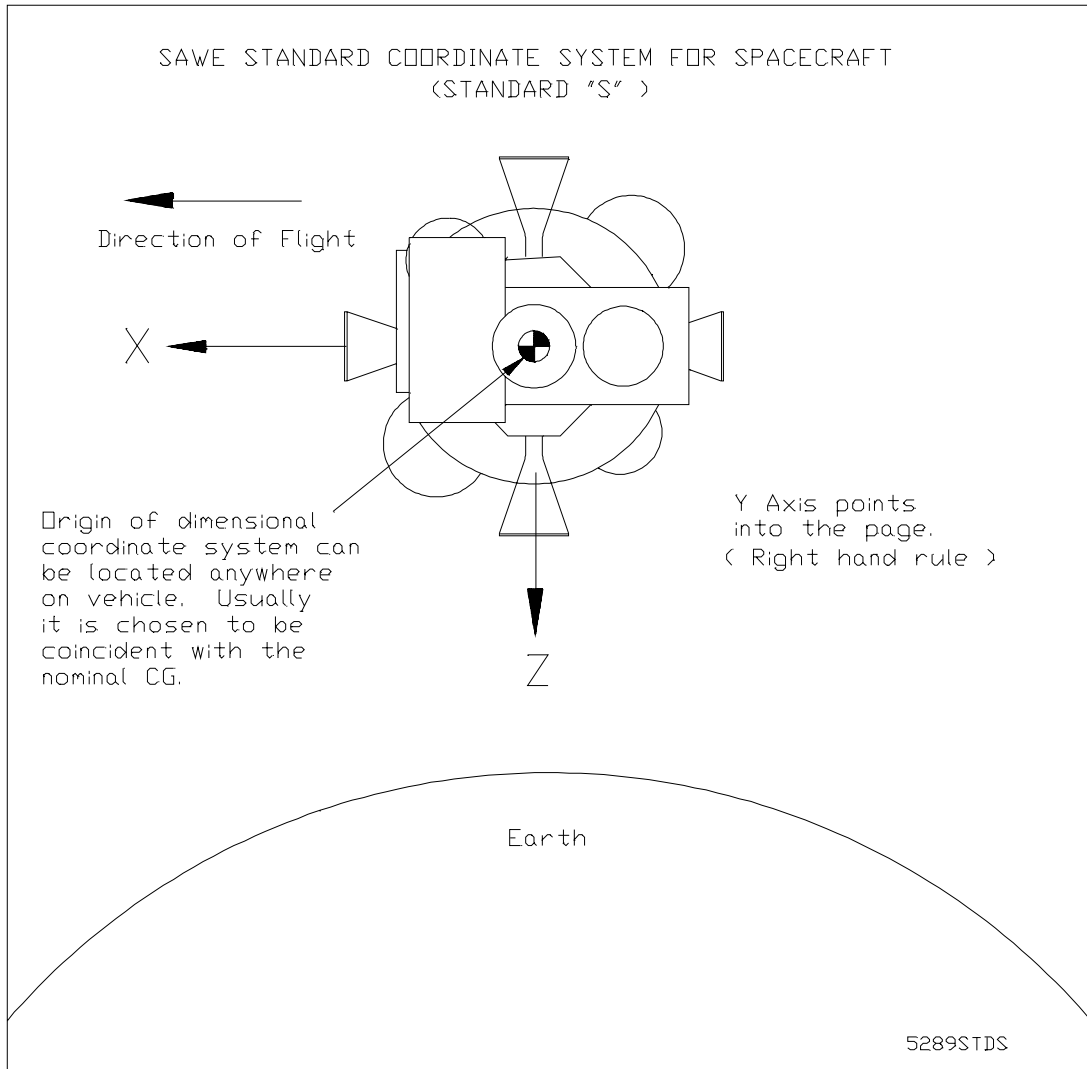 SAWE STANDARD COORDINATE SYSTEM FOR SPACECRAFT
(STANDARD "S" )
Direction of Flight
X
Origin of dimensional
coordinate system can
be located anywhere
on vehicle. Usually
it is chosen to be
coincident with the
nominal CG.
Y Axis points
into the page.
( Right hand rule )
Z
Earth
5289STDS